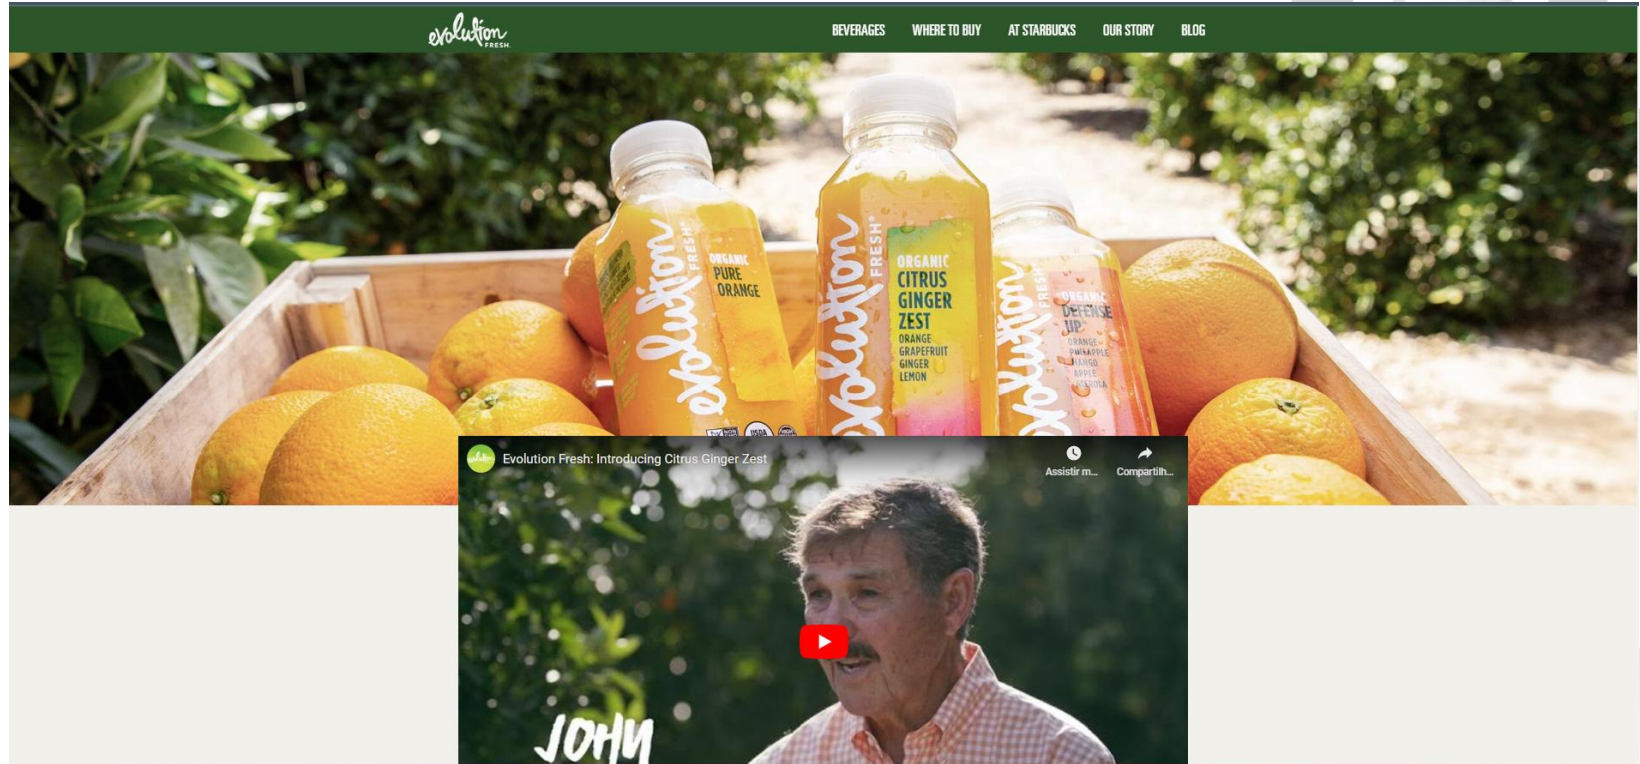 evolution
FRESH.
BEVERAGES WHERE TO BUY AT STARBUCKS OUR STORY BLOG
evolution
FRESH
ORGANIC
PURE
ORANGE
USDA
evolution
FRESH
ORGANIC
CITRUS
GINGER
ZEST
ORANGE
GRAPEFRUIT
GINGER
LEMON
evolution
FRESH
ORGANIC
DEFENSE
UP
ORANGE
PINEAPPLE
MANGO
APPLE
ACEROLA
evolution
Evolution Fresh: Introducing Citrus Ginger Zest
Assistir m...
Compartilh...
JOHN